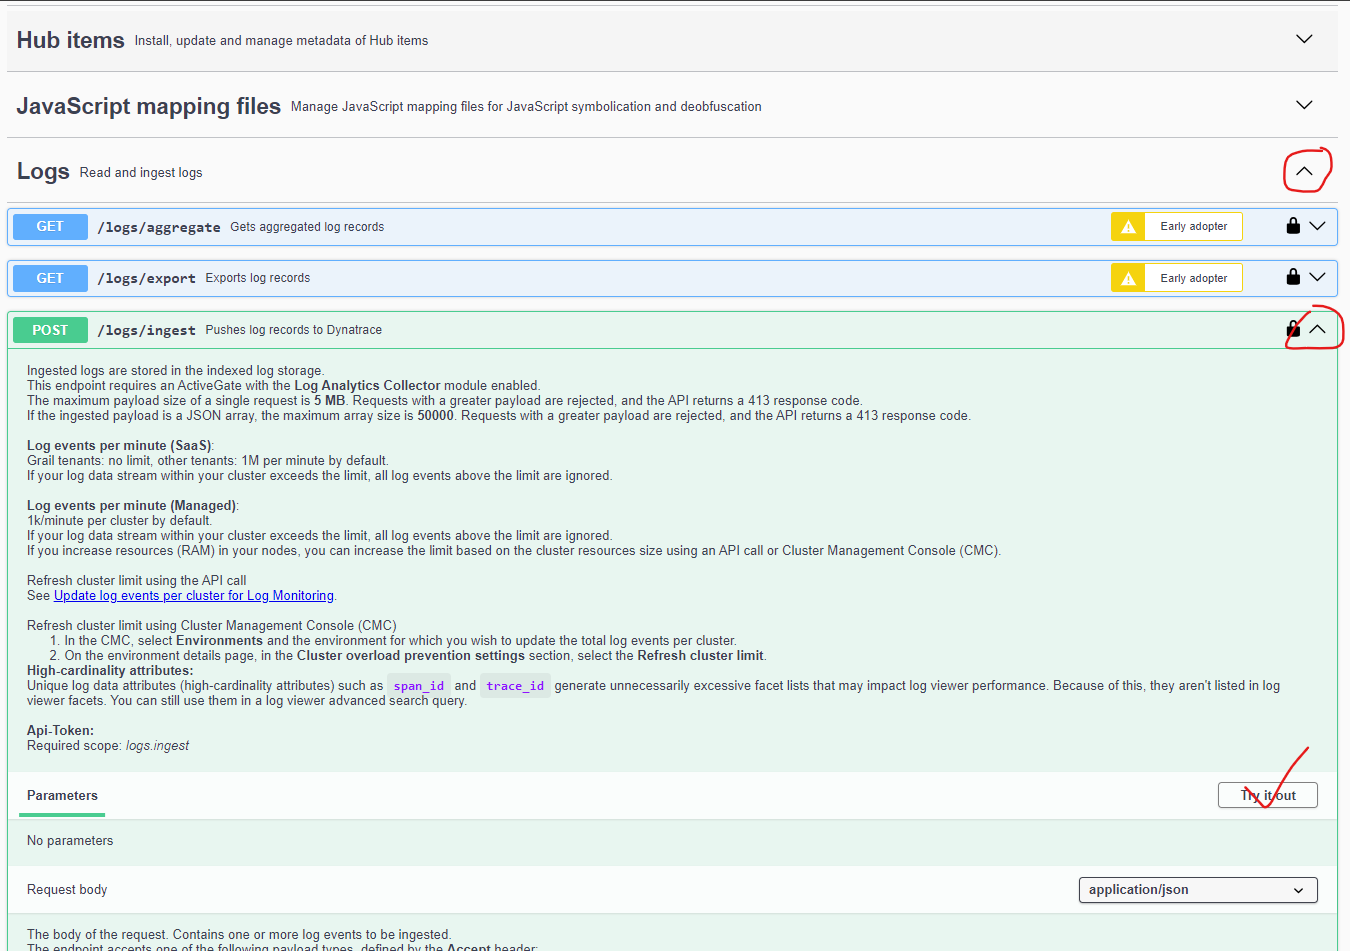 Hub items Install, update and manage metadata of Hub items
JavaScript mapping files Manage JavaScript mapping files for JavaScript symbolication and deobfuscation
Logs Read and ingest logs
GET /logs/aggregate Gets aggregated log records Early adopter
GET /logs/export Exports log records Early adopter
POST /logs/ingest Pushes log records to Dynatrace
Ingested logs are stored in the indexed log storage.
This endpoint requires an ActiveGate with the Log Analytics Collector module enabled.
The maximum payload size of a single request is 5 MB. Requests with a greater payload are rejected, and the API returns a 413 response code.
If the ingested payload is a JSON array, the maximum array size is 50000. Requests with a greater payload are rejected, and the API returns a 413 response code.
Log events per minute (SaaS):
Grail tenants: no limit, other tenants: 1M per minute by default.
If your log data stream within your cluster exceeds the limit, all log events above the limit are ignored.
Log events per minute (Managed):
1k/minute per cluster by default.
If your log data stream within your cluster exceeds the limit, all log events above the limit are ignored.
If you increase resources (RAM) in your nodes, you can increase the limit based on the cluster resources size using an API call or Cluster Management Console (CMC).
Refresh cluster limit using the API call
See Update log events per cluster for Log Monitoring.
Refresh cluster limit using Cluster Management Console (CMC)
1. In the CMC, select Environments and the environment for which you wish to update the total log events per cluster.
2. On the environment details page, in the Cluster overload prevention settings section, select the Refresh cluster limit.
High-cardinality attributes:
Unique log data attributes (high-cardinality attributes) such as span_id and trace_id generate unnecessarily excessive facet lists that may impact log viewer performance. Because of this, they aren't listed in log
viewer facets. You can still use them in a log viewer advanced search query.
Api-Token:
Required scope: logs.ingest
Parameters Try it out
No parameters
Request body application/json
The body of the request. Contains one or more log events to be ingested.
The endpoint accepts one of the following payload types, defined by the Accept header: